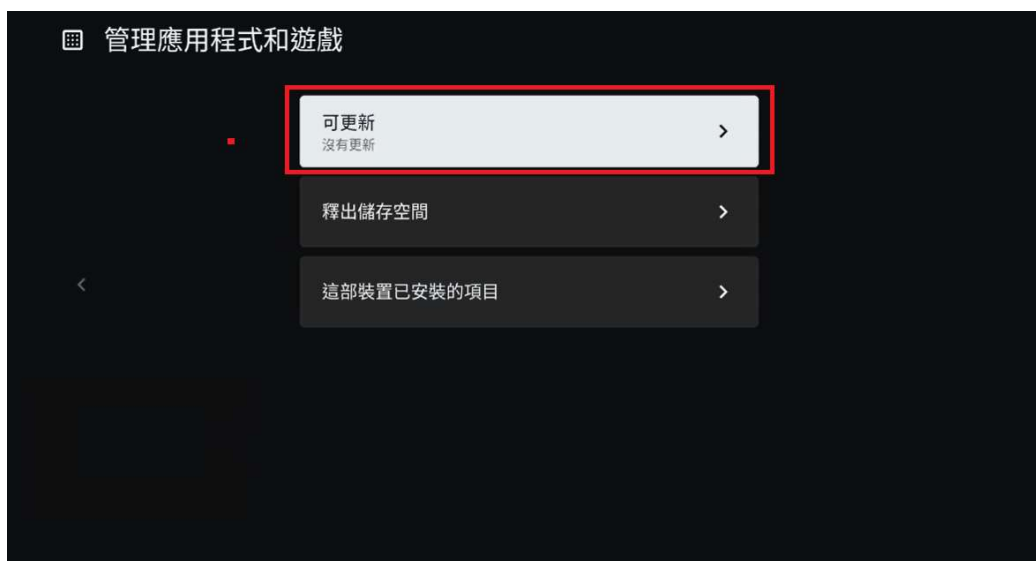 管理應用程式和遊戲
可更新
沒有更新
釋出儲存空間
這部裝置已安裝的項目